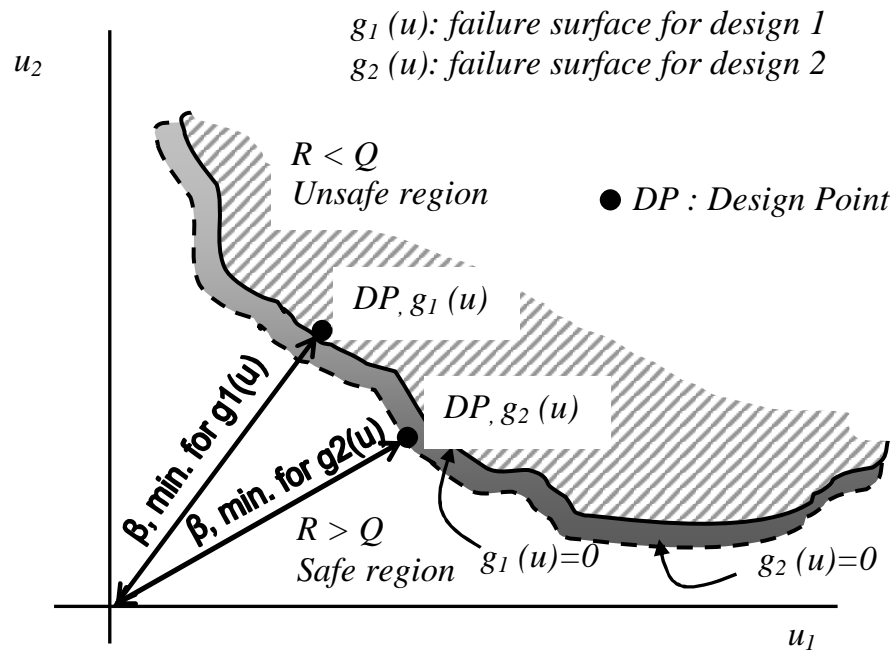 g1 (u): failure surface for design 1
g2 (u): failure surface for design 2
u2
R < Q
Unsafe region
DP : Design Point
DP, g1 (u)
DP, g2 (u)
β, min. for g1(u)
β, min. for g2(u)
R > Q
Safe region
g1 (u)=0
g2 (u)=0
u1